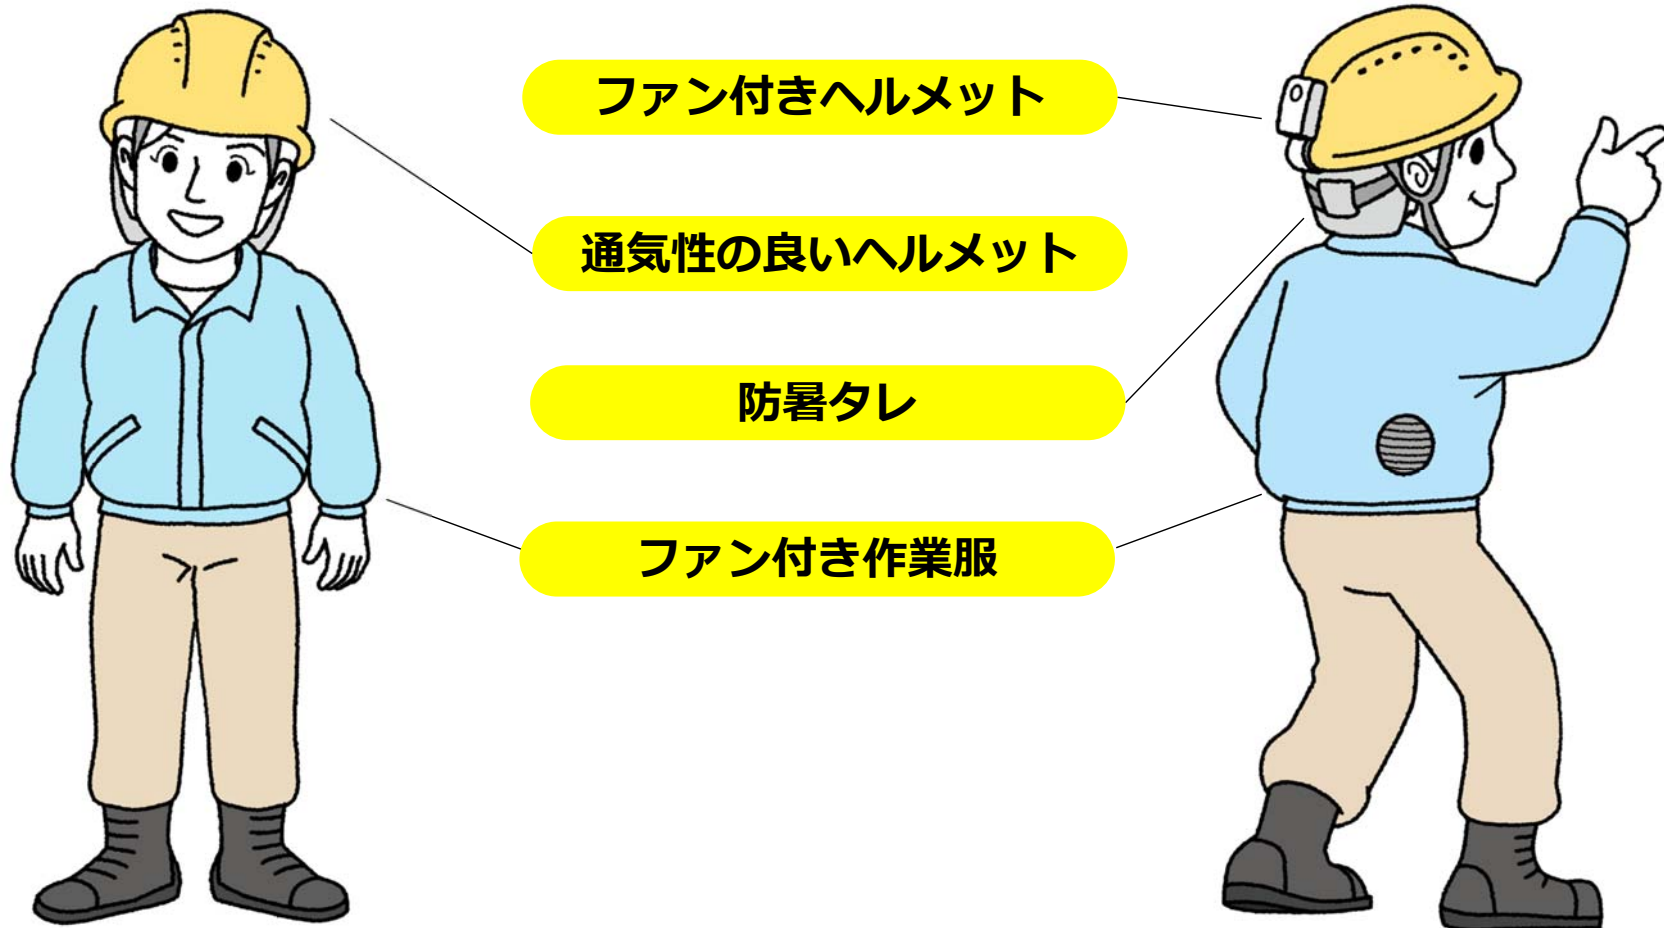 ファン付きヘルメット
通気性の良いヘルメット
防暑タレ
ファン付き作業服